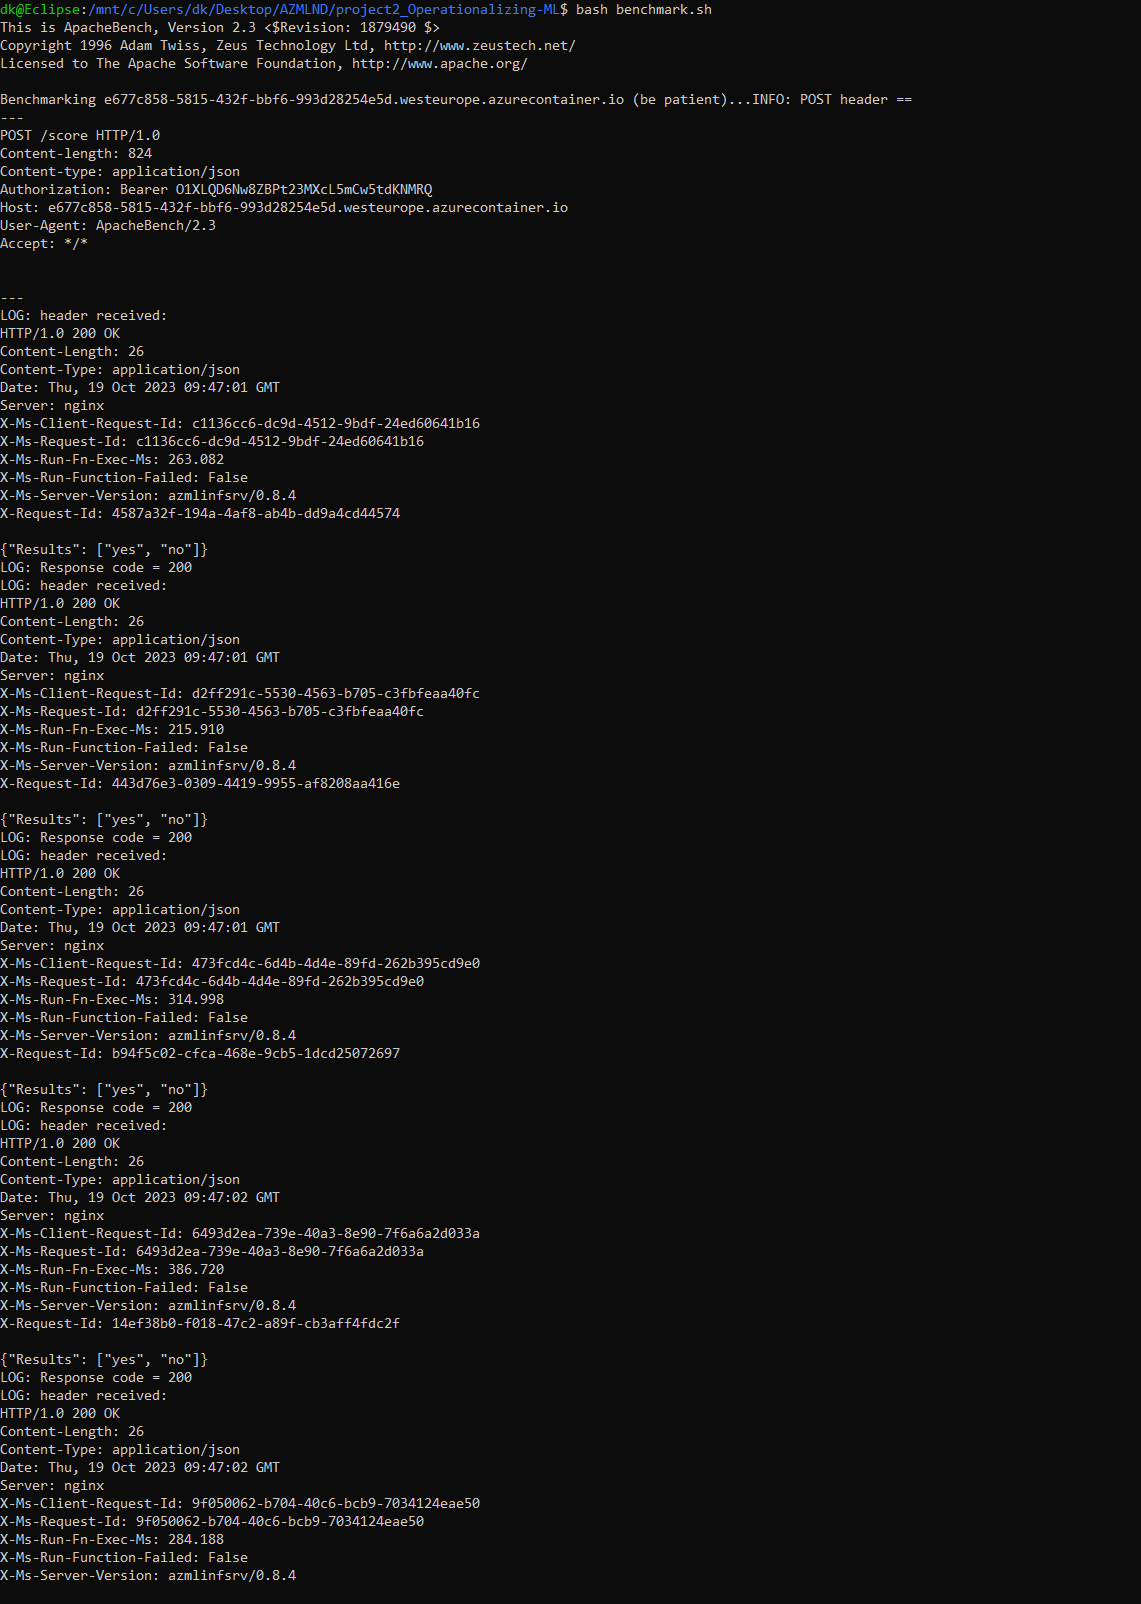 dk@Eclipse:/mnt/c/Users/dk/Desktop/AZMLND/project2_Operationalizing-ML$ bash benchmark.sh
This is ApacheBench, Version 2.3 <$Revision: 1879490 $>
Copyright 1996 Adam Twiss, Zeus Technology Ltd, http://www.zeustech.net/
Licensed to The Apache Software Foundation, http://www.apache.org/

Benchmarking e677c858-5815-432f-bbf6-993d28254e5d.westeurope.azurecontainer.io (be patient)...INFO: POST header ==
---
POST /score HTTP/1.0
Content-length: 824
Content-type: application/json
Authorization: Bearer O1XLQD6Nw8ZBPt23MXcL5mCw5tdKNMRQ
Host: e677c858-5815-432f-bbf6-993d28254e5d.westeurope.azurecontainer.io
User-Agent: ApacheBench/2.3
Accept: */*


---
LOG: header received:
HTTP/1.0 200 OK
Content-Length: 26
Content-Type: application/json
Date: Thu, 19 Oct 2023 09:47:01 GMT
Server: nginx
X-Ms-Client-Request-Id: c1136cc6-dc9d-4512-9bdf-24ed60641b16
X-Ms-Request-Id: c1136cc6-dc9d-4512-9bdf-24ed60641b16
X-Ms-Run-Fn-Exec-Ms: 263.082
X-Ms-Run-Function-Failed: False
X-Ms-Server-Version: azmlinfsrv/0.8.4
X-Request-Id: 4587a32f-194a-4af8-ab4b-dd9a4cd44574

{"Results": ["yes", "no"]}
LOG: Response code = 200
LOG: header received:
HTTP/1.0 200 OK
Content-Length: 26
Content-Type: application/json
Date: Thu, 19 Oct 2023 09:47:01 GMT
Server: nginx
X-Ms-Client-Request-Id: d2ff291c-5530-4563-b705-c3fbfeaa40fc
X-Ms-Request-Id: d2ff291c-5530-4563-b705-c3fbfeaa40fc
X-Ms-Run-Fn-Exec-Ms: 215.910
X-Ms-Run-Function-Failed: False
X-Ms-Server-Version: azmlinfsrv/0.8.4
X-Request-Id: 443d76e3-0309-4419-9955-af8208aa416e

{"Results": ["yes", "no"]}
LOG: Response code = 200
LOG: header received:
HTTP/1.0 200 OK
Content-Length: 26
Content-Type: application/json
Date: Thu, 19 Oct 2023 09:47:01 GMT
Server: nginx
X-Ms-Client-Request-Id: 473fcd4c-6d4b-4d4e-89fd-262b395cd9e0
X-Ms-Request-Id: 473fcd4c-6d4b-4d4e-89fd-262b395cd9e0
X-Ms-Run-Fn-Exec-Ms: 314.998
X-Ms-Run-Function-Failed: False
X-Ms-Server-Version: azmlinfsrv/0.8.4
X-Request-Id: b94f5c02-cfca-468e-9cb5-1dcd25072697

{"Results": ["yes", "no"]}
LOG: Response code = 200
LOG: header received:
HTTP/1.0 200 OK
Content-Length: 26
Content-Type: application/json
Date: Thu, 19 Oct 2023 09:47:02 GMT
Server: nginx
X-Ms-Client-Request-Id: 6493d2ea-739e-40a3-8e90-7f6a6a2d033a
X-Ms-Request-Id: 6493d2ea-739e-40a3-8e90-7f6a6a2d033a
X-Ms-Run-Fn-Exec-Ms: 386.720
X-Ms-Run-Function-Failed: False
X-Ms-Server-Version: azmlinfsrv/0.8.4
X-Request-Id: 14ef38b0-f018-47c2-a89f-cb3aff4fdc2f

{"Results": ["yes", "no"]}
LOG: Response code = 200
LOG: header received:
HTTP/1.0 200 OK
Content-Length: 26
Content-Type: application/json
Date: Thu, 19 Oct 2023 09:47:02 GMT
Server: nginx
X-Ms-Client-Request-Id: 9f050062-b704-40c6-bcb9-7034124eae50
X-Ms-Request-Id: 9f050062-b704-40c6-bcb9-7034124eae50
X-Ms-Run-Fn-Exec-Ms: 284.188
X-Ms-Run-Function-Failed: False
X-Ms-Server-Version: azmlinfsrv/0.8.4